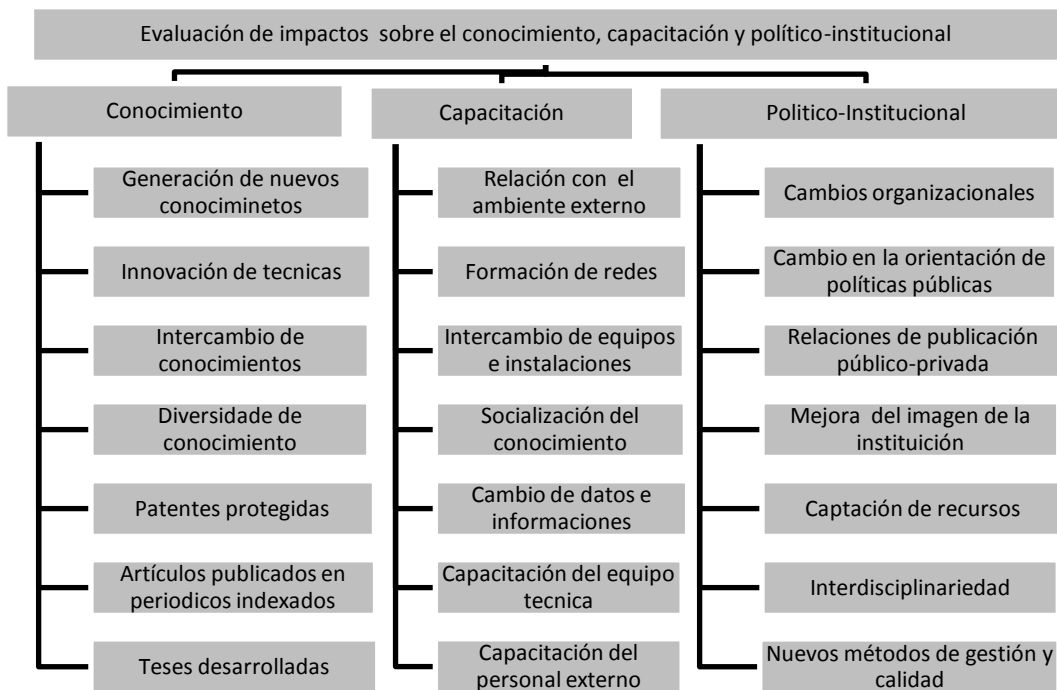 Evaluación de impactos sobre el conocimiento, capacitación y político-institucional
Conocimiento
Generación de nuevos
conociminetos
Innovación de tecnicas
Intercambio de
conocimientos
Diversidade de
conocimiento
Patentes protegidas
Artículos publicados en
periodicos indexados
Teses desarrolladas
Capacitación
Relación con el
ambiente externo
Formación de redes
Intercambio de equipos
e instalaciones
Socialización del
conocimiento
Cambio de datos e
informaciones
Capacitación del equipo
tecnica
Capacitación del
personal externo
Politico-Institucional
Cambios organizacionales
Cambio en la orientación de
políticas públicas
Relaciones de publicación
público-privada
Mejora del imagen de la
instituición
Captación de recursos
Interdisciplinariedad
Nuevos métodos de gestión y
calidad